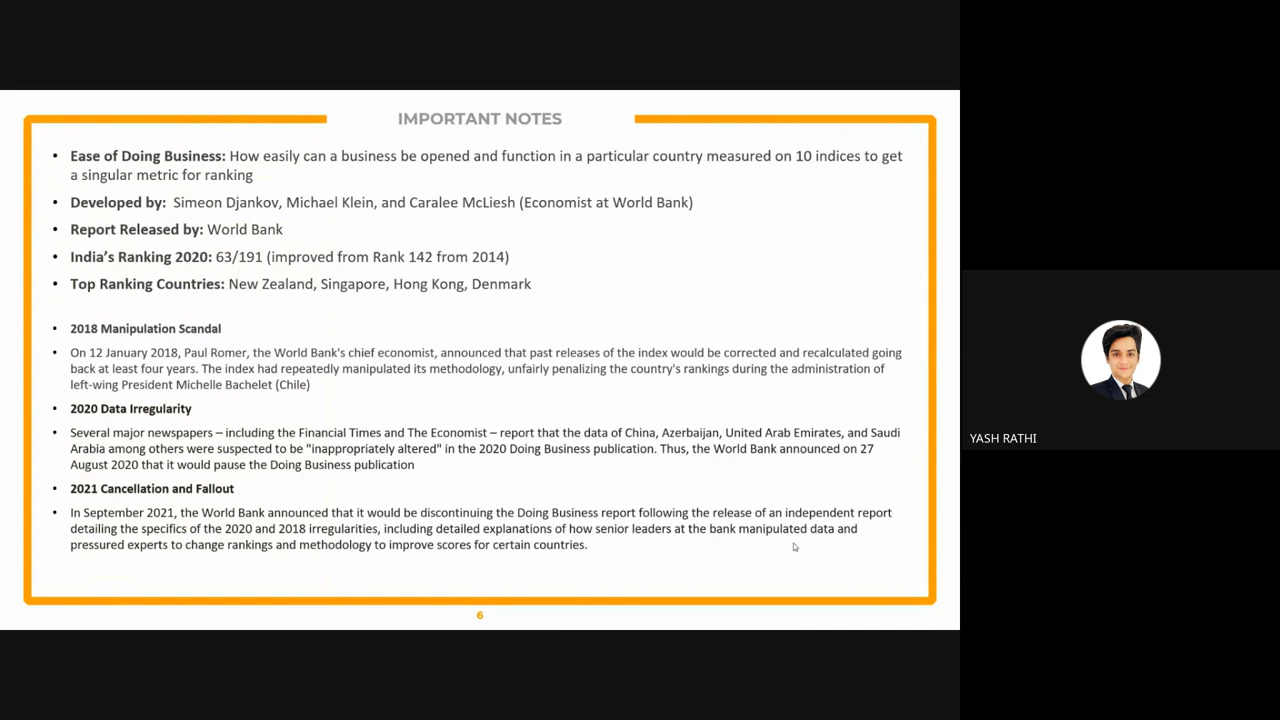 IMPORTANT NOTES
• Ease of Doing Business: How easily can a business be opened and function in a particular country measured on 10 indices to get
a singular metric for ranking
• Developed by: Simeon Djankov, Michael Klein, and Caralee McLiesh (Economist at World Bank)
• Report Released by: World Bank
• India's Ranking 2020: 63/191 (improved from Rank 142 from 2014)
• Top Ranking Countries: New Zealand, Singapore, Hong Kong, Denmark
• 2018 Manipulation Scandal
• On 12 January 2018, Paul Romer, the World Bank's chief economist, announced that past releases of the index would be corrected and recalculated going
back at least four years. The index had repeatedly manipulated its methodology, unfairly penalizing the country's rankings during the administration of
left-wing President Michelle Bachelet (Chile)
• 2020 Data Irregularity
• Several major newspapers – including the Financial Times and The Economist – report that the data of China, Azerbaijan, United Arab Emirates, and Saudi
Arabia among others were suspected to be "inappropriately altered" in the 2020 Doing Business publication. Thus, the World Bank announced on 27
August 2020 that it would pause the Doing Business publication
• 2021 Cancellation and Fallout
• In September 2021, the World Bank announced that it would be discontinuing the Doing Business report following the release of an independent report
detailing the specifics of the 2020 and 2018 irregularities, including detailed explanations of how senior leaders at the bank manipulated data and
pressured experts to change rankings and methodology to improve scores for certain countries.
6
YASH RATHI